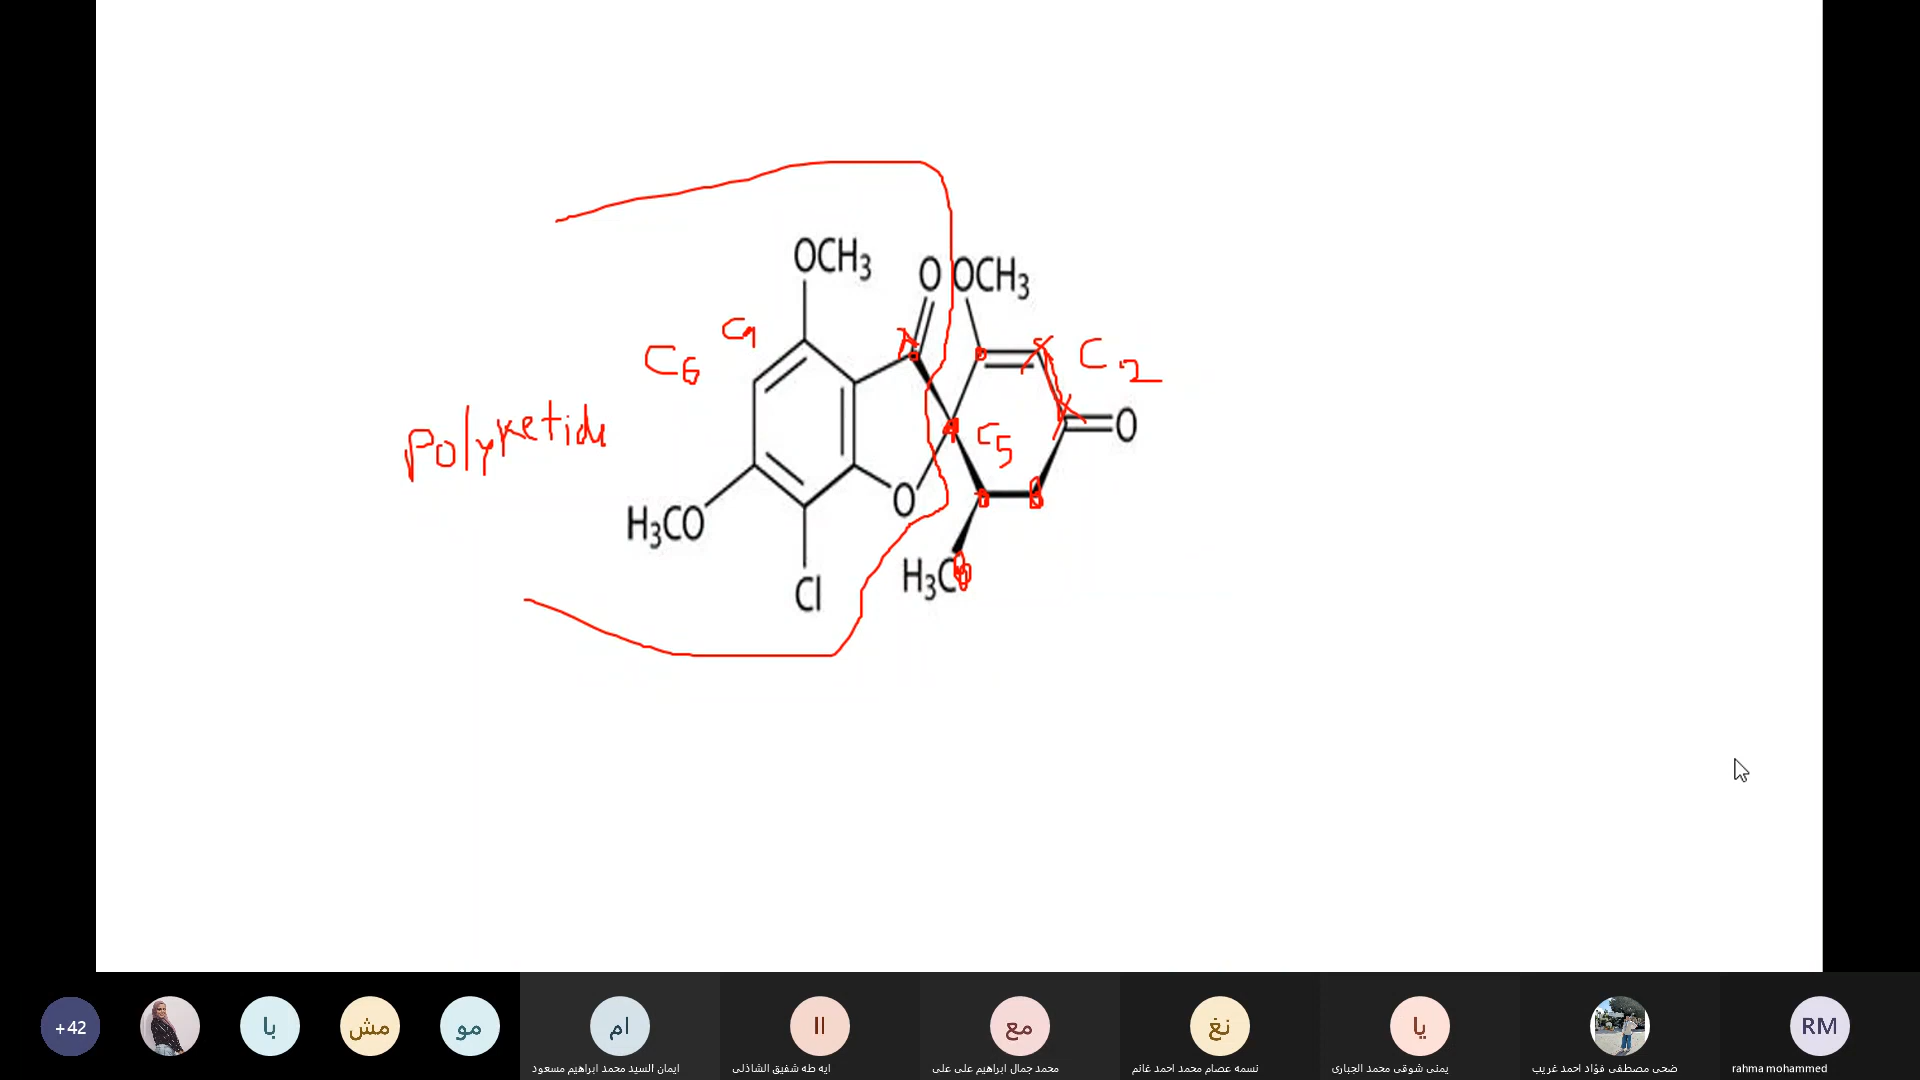 OCH3
O OCH3
C1
C6
C2
Polyketide
C5
O
H3CO
O
Cl
H3C
+42
با
مش
مو
ام
اا
مع
نغ
يا
RM
ايمان السيد محمد ابراهيم مسعود
ايه طه شفيق الشاذلى
محمد جمال ابراهيم على على
نسمه عصام محمد احمد غانم
يمنى شوقى محمد الجبارى
ضحى مصطفى فؤاد احمد غريب
rahma mohammed